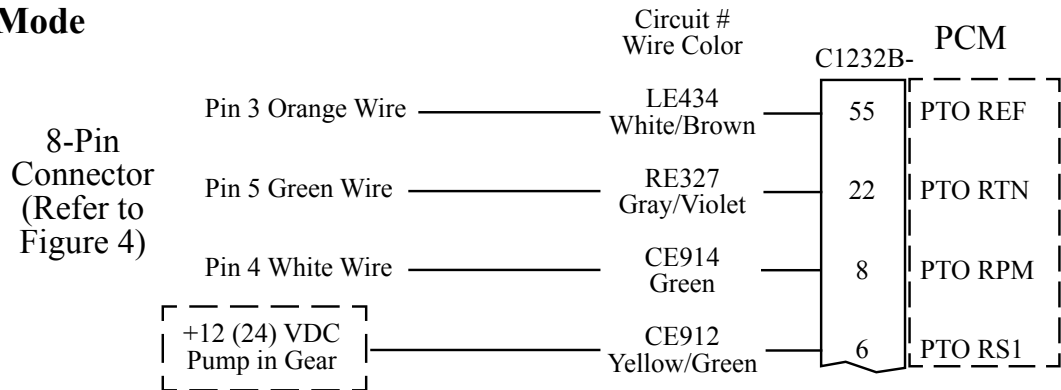 Mode
Circuit #
Wire Color
PCM
C1232B-
8-Pin
Connector
(Refer to
Figure 4)
Pin 3 Orange Wire
LE434
White/Brown
55
PTO REF
Pin 5 Green Wire
RE327
Gray/Violet
22
PTO RTN
Pin 4 White Wire
CE914
Green
8
PTO RPM
+12 (24) VDC
Pump in Gear
CE912
Yellow/Green
6
PTO RS1